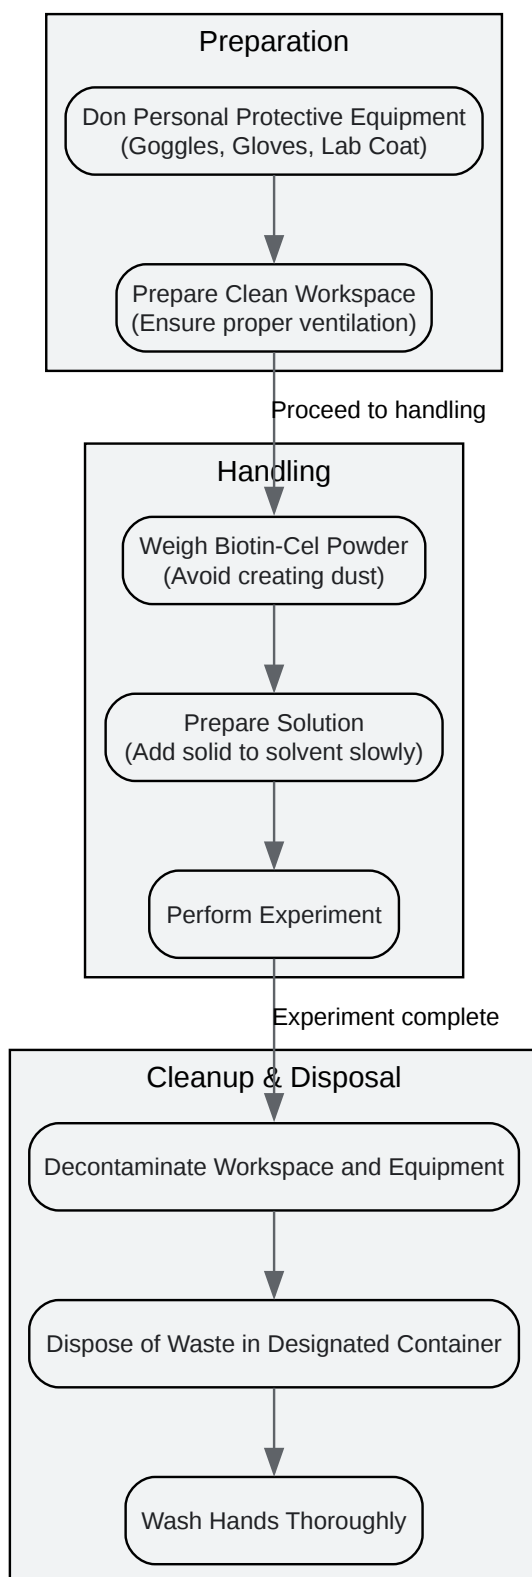 Preparation
Don Personal Protective Equipment
(Goggles, Gloves, Lab Coat)
Prepare Clean Workspace
(Ensure proper ventilation)
Proceed to handling
Handling
Weigh Biotin-Cel Powder
(Avoid creating dust)
Prepare Solution
(Add solid to solvent slowly)
Perform Experiment
Experiment complete
Cleanup & Disposal
Decontaminate Workspace and Equipment
Dispose of Waste in Designated Container
Wash Hands Thoroughly